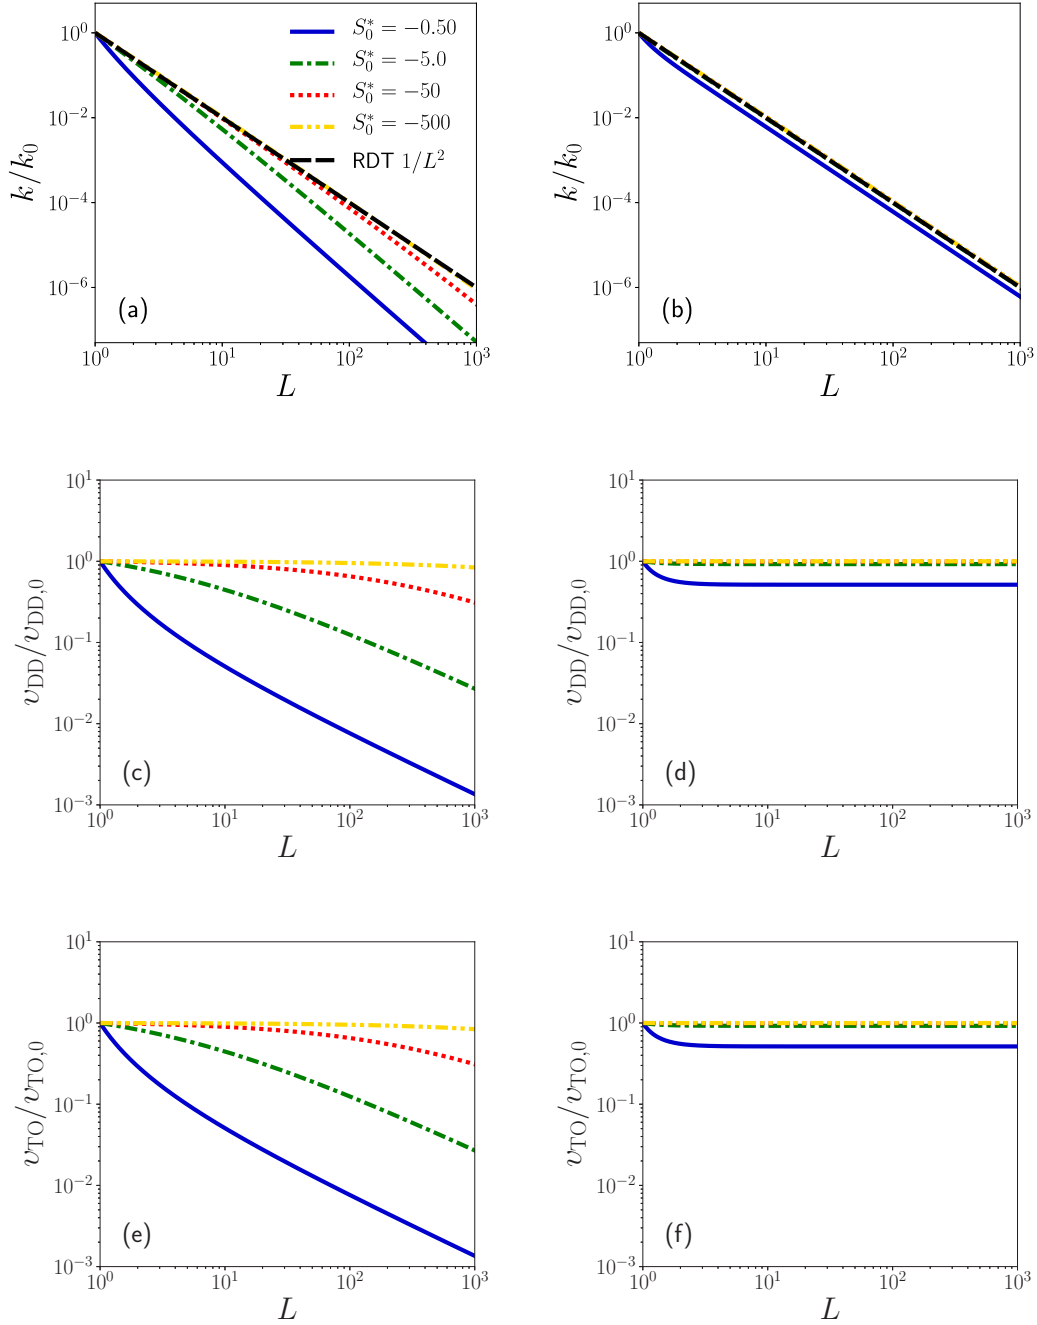 10⁰
10⁻²
10⁻⁴
10⁻⁶
k/k₀
S₀* = −0.50
S₀* = −5.0
S₀* = −50
S₀* = −500
RDT 1/L²
(a)
10⁰ 10¹ 10² 10³
L
10⁰
10⁻²
10⁻⁴
10⁻⁶
k/k₀
(b)
10⁰ 10¹ 10² 10³
L
10¹
10⁰
10⁻¹
10⁻²
10⁻³
v_DD/v_DD,0
(c)
10⁰ 10¹ 10² 10³
L
10¹
10⁰
10⁻¹
10⁻²
10⁻³
v_DD/v_DD,0
(d)
10⁰ 10¹ 10² 10³
L
10¹
10⁰
10⁻¹
10⁻²
10⁻³
v_TO/v_TO,0
(e)
10⁰ 10¹ 10² 10³
L
10¹
10⁰
10⁻¹
10⁻²
10⁻³
v_TO/v_TO,0
(f)
10⁰ 10¹ 10² 10³
L